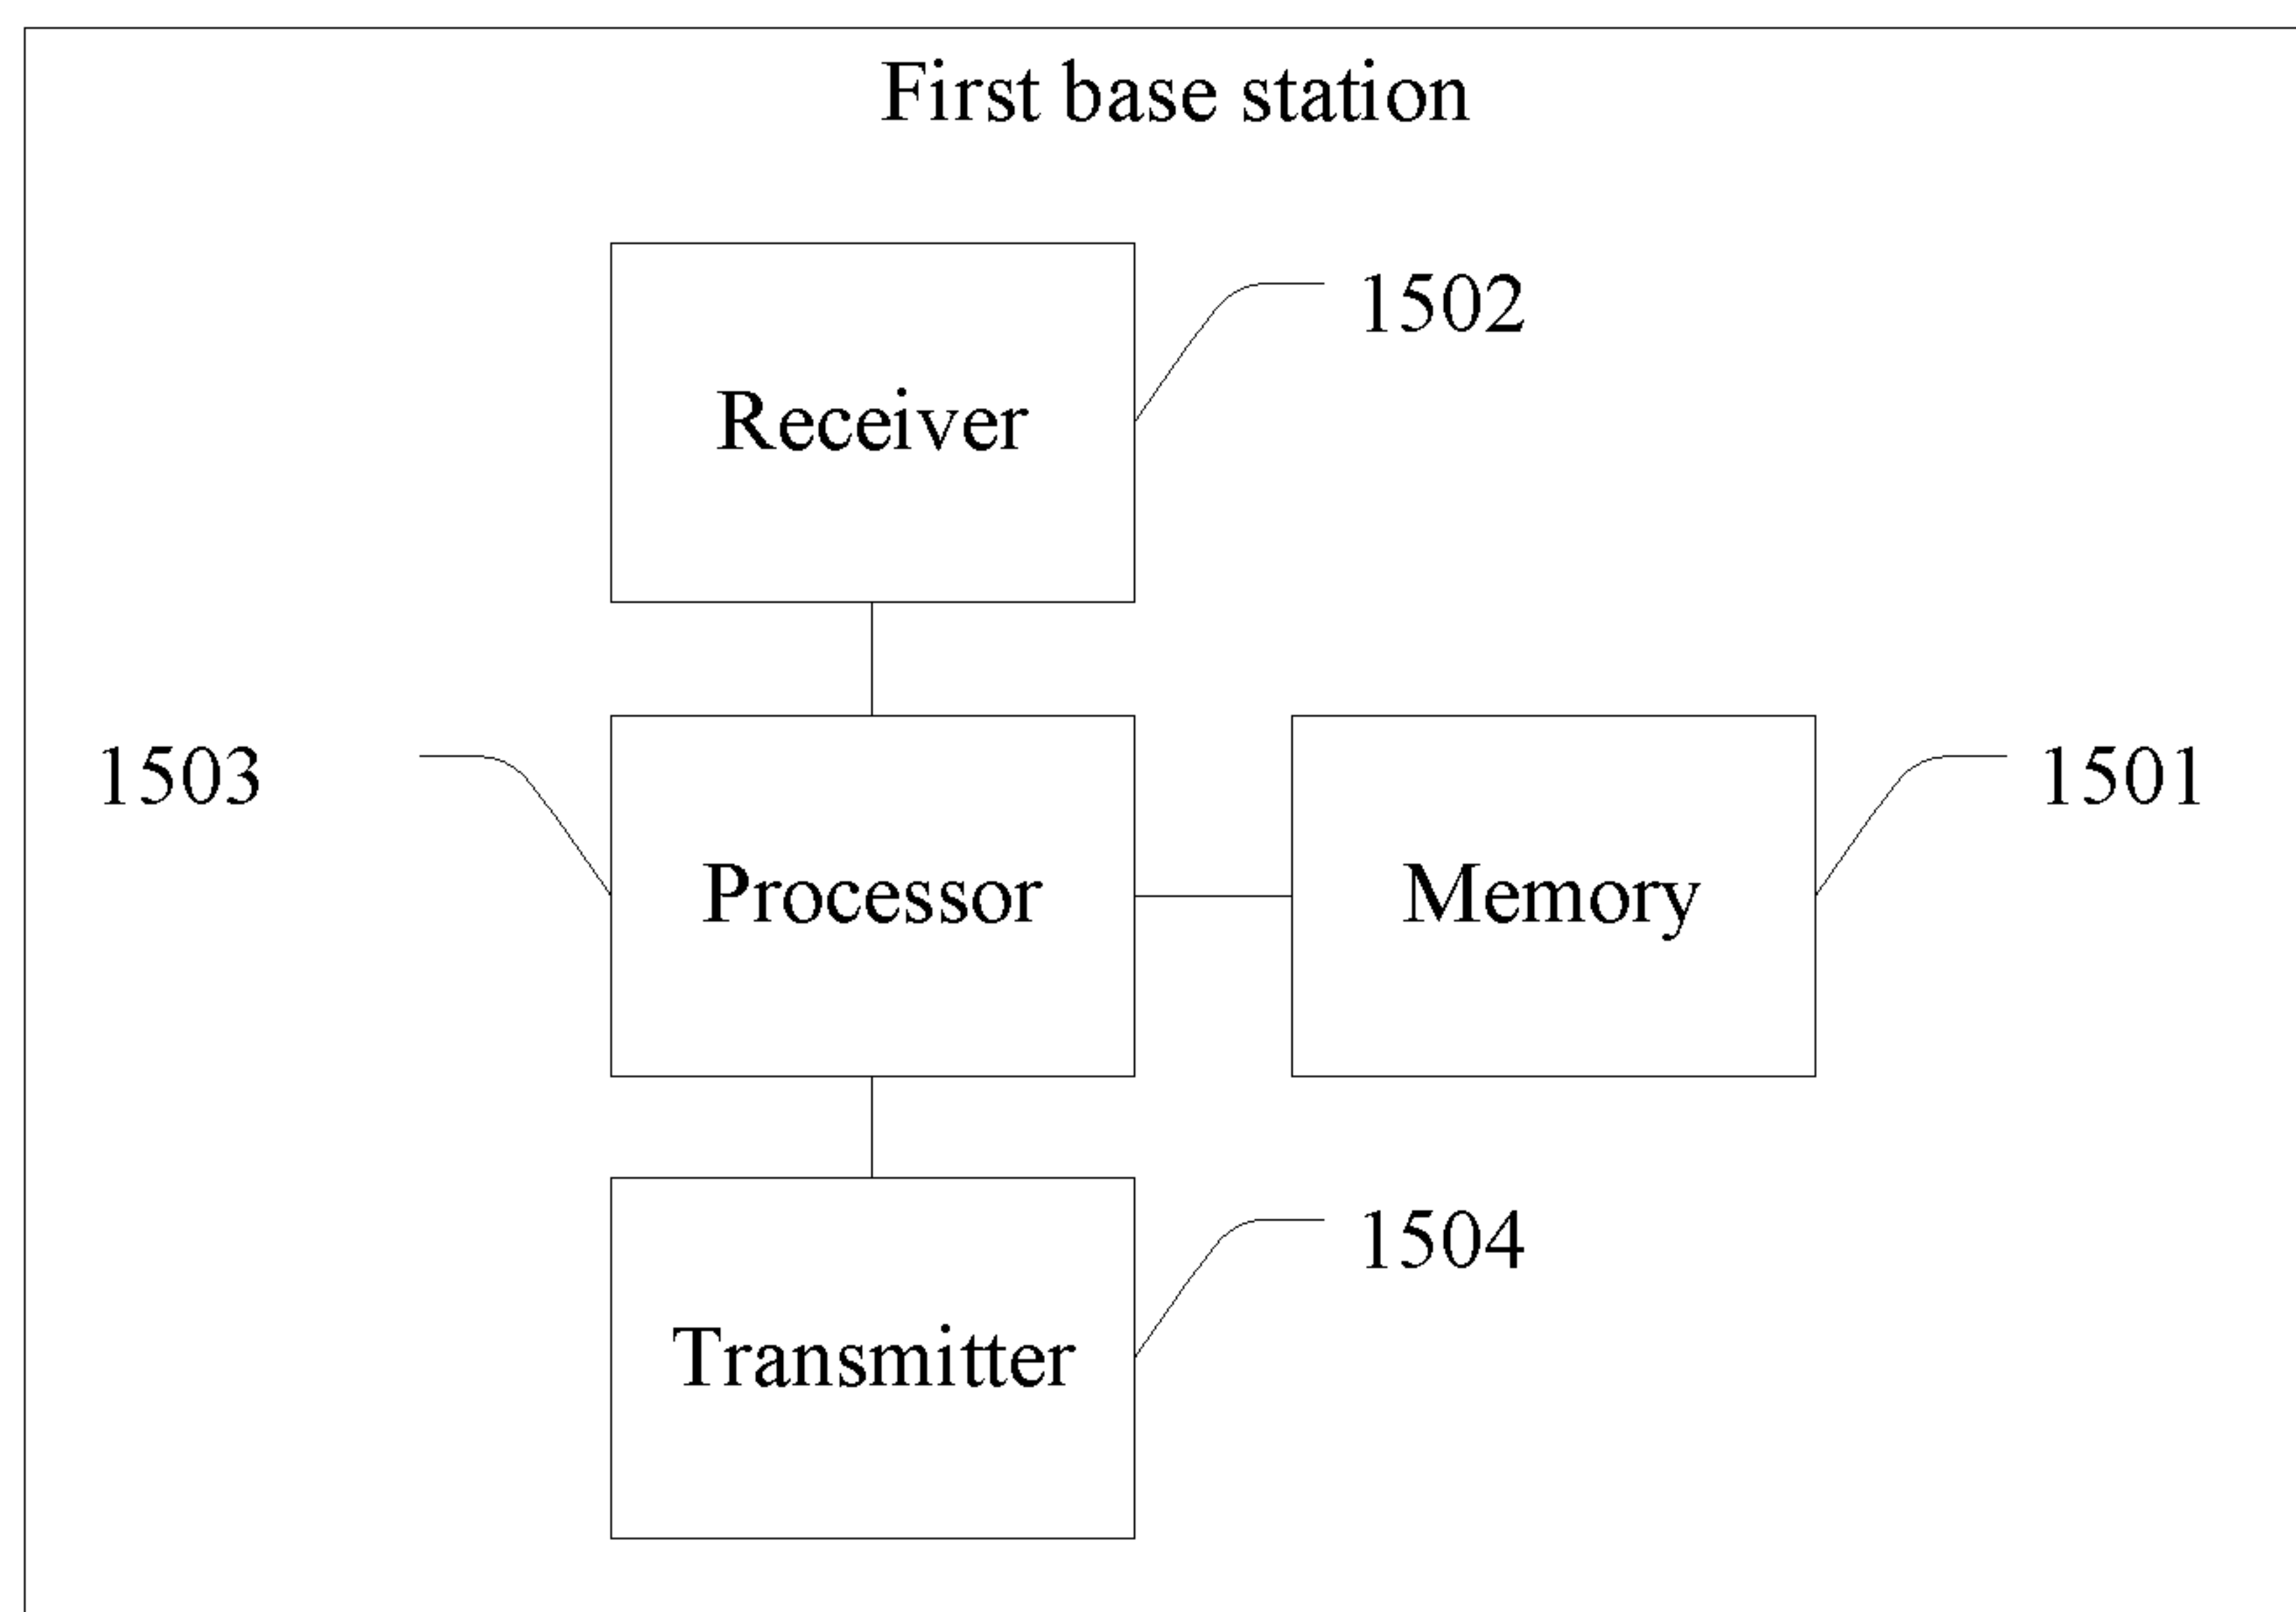 First base station
1502
Receiver
1503
1501
Processor
Memory
1504
Transmitter